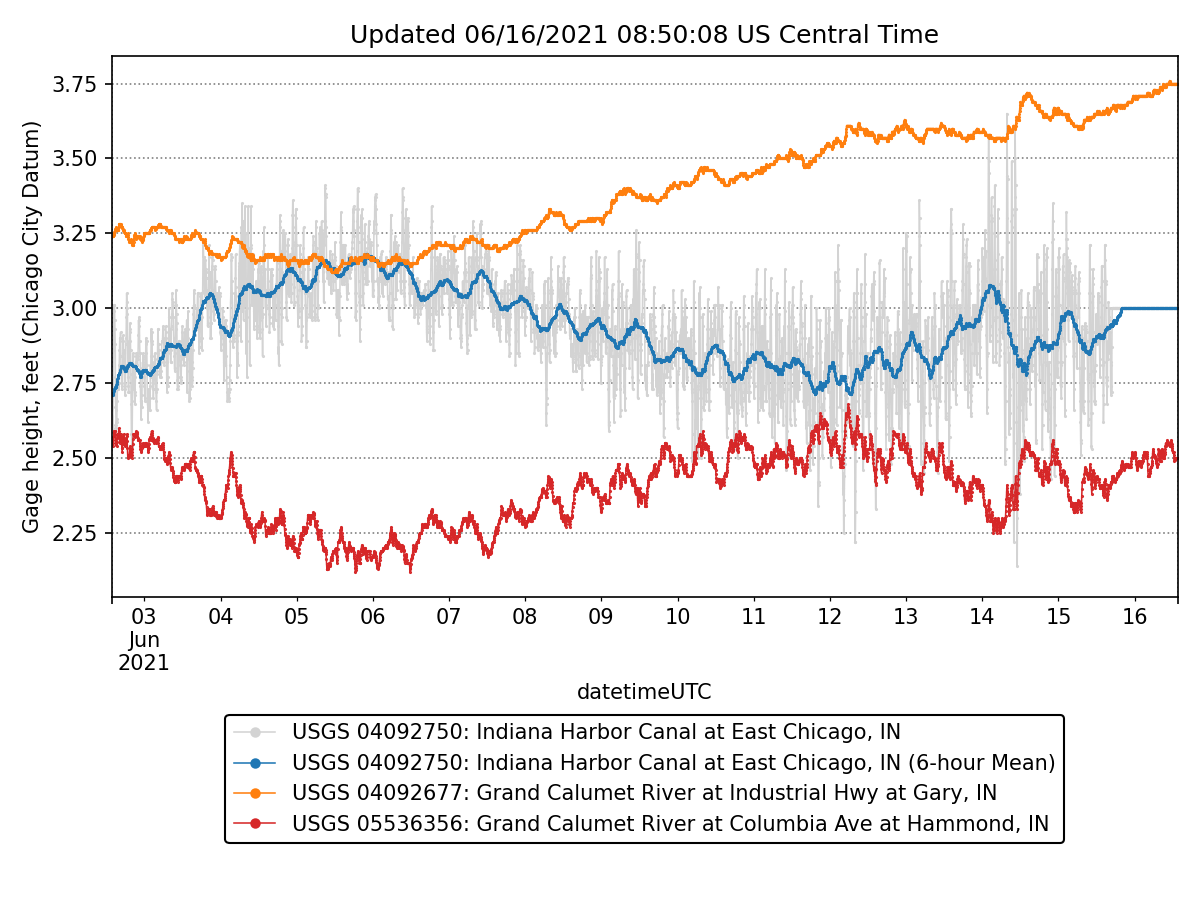 Updated 06/16/2021 08:50:08 US Central Time
Gage height, feet (Chicago City Datum)
3.75
3.50
3.25
3.00
2.75
2.50
2.25
03 04 05 06 07 08 09 10 11 12 13 14 15 16
Jun
2021
datetimeUTC
USGS 04092750: Indiana Harbor Canal at East Chicago, IN
USGS 04092750: Indiana Harbor Canal at East Chicago, IN (6-hour Mean)
USGS 04092677: Grand Calumet River at Industrial Hwy at Gary, IN
USGS 05536356: Grand Calumet River at Columbia Ave at Hammond, IN